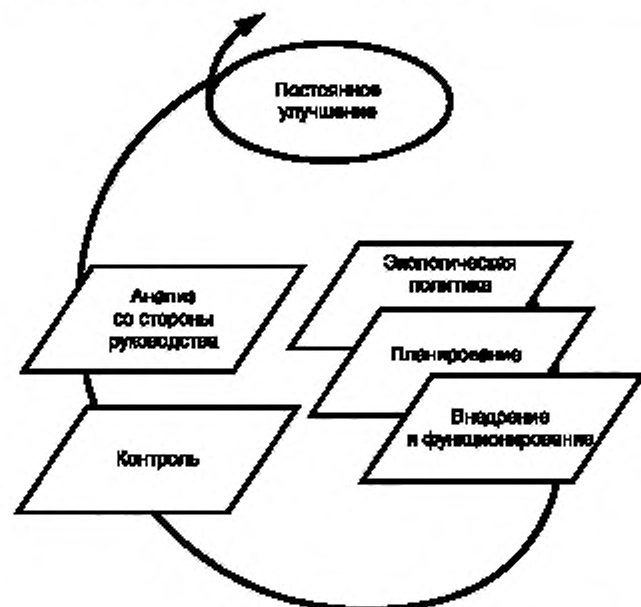 Постоянное
улучшение
Экологическая
политика
Анализ
со стороны
руководства
Планирование
Внедрение
и функционирование
Контроль